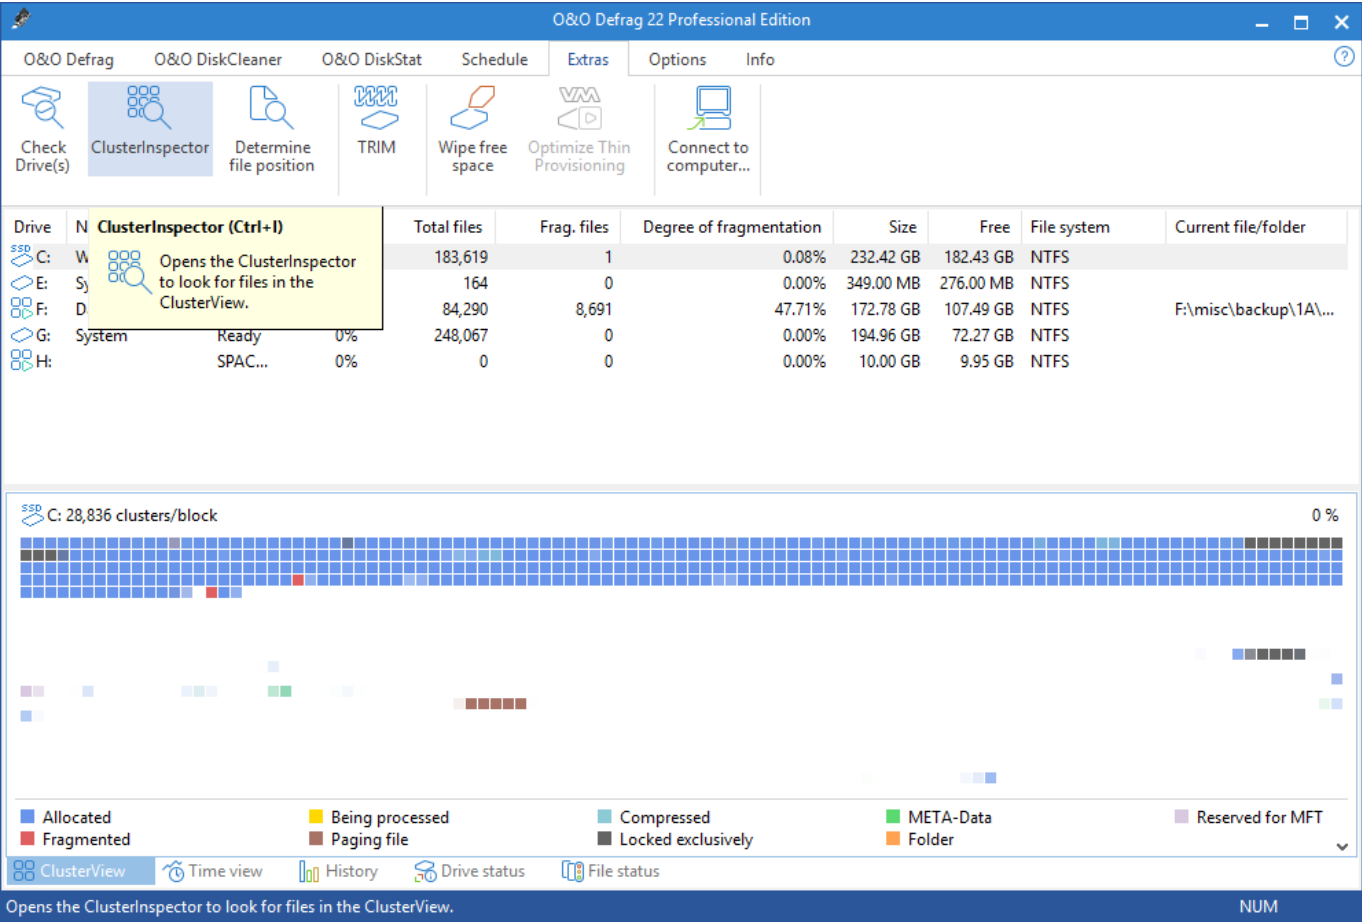 O&O Defrag 22 Professional Edition
O&O Defrag O&O DiskCleaner O&O DiskStat Schedule Extras Options Info
Check Drive(s)
ClusterInspector
Determine file position
TRIM
Wipe free space
VM
Optimize Thin Provisioning
Connect to computer...
Drive N Total files Frag. files Degree of fragmentation Size Free File system Current file/folder
ClusterInspector (Ctrl+I)
Opens the ClusterInspector
to look for files in the
ClusterView.
SSD C: W 183,619 1 0.08% 232.42 GB 182.43 GB NTFS
E: Sy 164 0 0.00% 349.00 MB 276.00 MB NTFS
F: D 84,290 8,691 47.71% 172.78 GB 107.49 GB NTFS F:\misc\backup\1A\...
G: System Ready 0% 248,067 0 0.00% 194.96 GB 72.27 GB NTFS
H: SPAC... 0% 0 0 0.00% 10.00 GB 9.95 GB NTFS
SSD C: 28,836 clusters/block 0 %
Allocated Being processed Compressed META-Data Reserved for MFT
Fragmented Paging file Locked exclusively Folder
ClusterView Time view History Drive status File status
Opens the ClusterInspector to look for files in the ClusterView. NUM